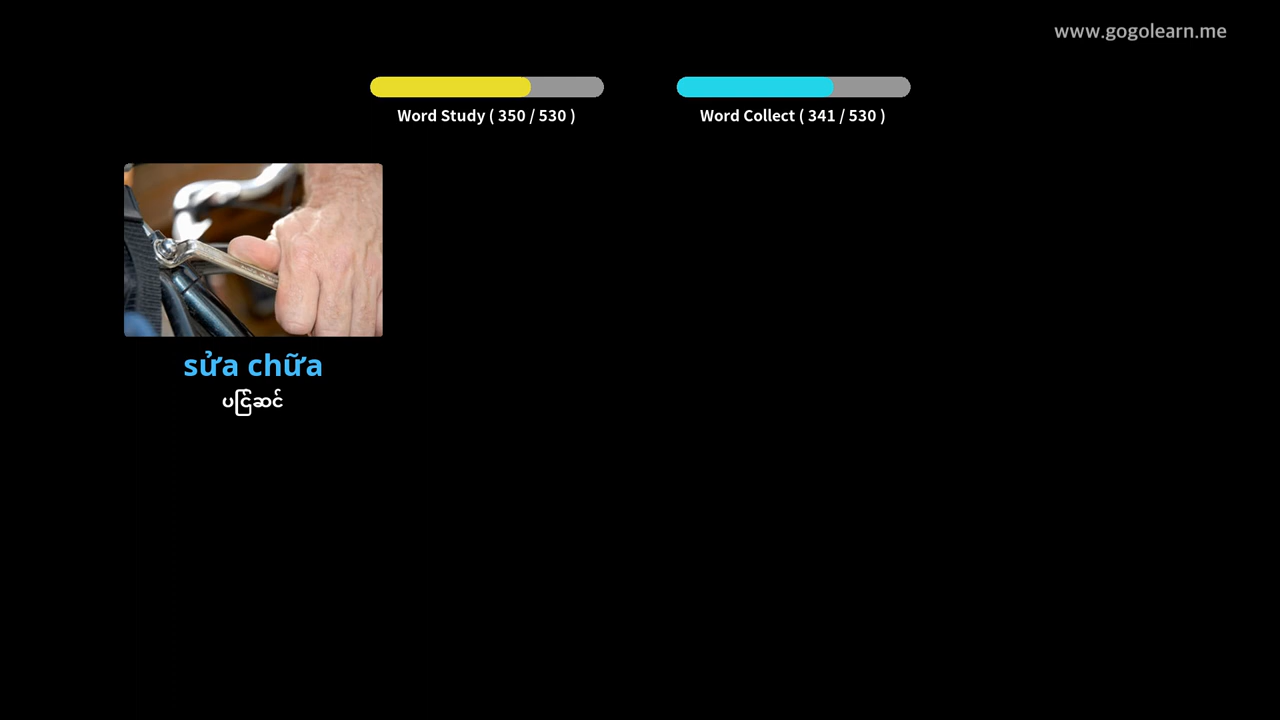 www.gogolearn.me
Word Study ( 350 / 530 )
Word Collect ( 341 / 530 )
sửa chữa
ပြင်ဆင်